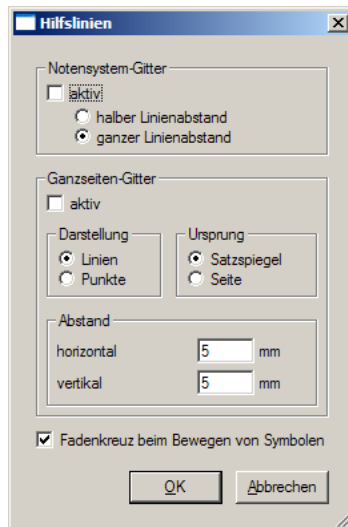 Hilfslinien
Notensystem-Gitter
aktiv
halber Linienabstand
ganzer Linienabstand
Ganzseiten-Gitter
aktiv
Darstellung
Linien
Punkte
Ursprung
Satzspiegel
Seite
Abstand
horizontal 5 mm
vertikal 5 mm
Fadenkreuz beim Bewegen von Symbolen
OK Abbrechen